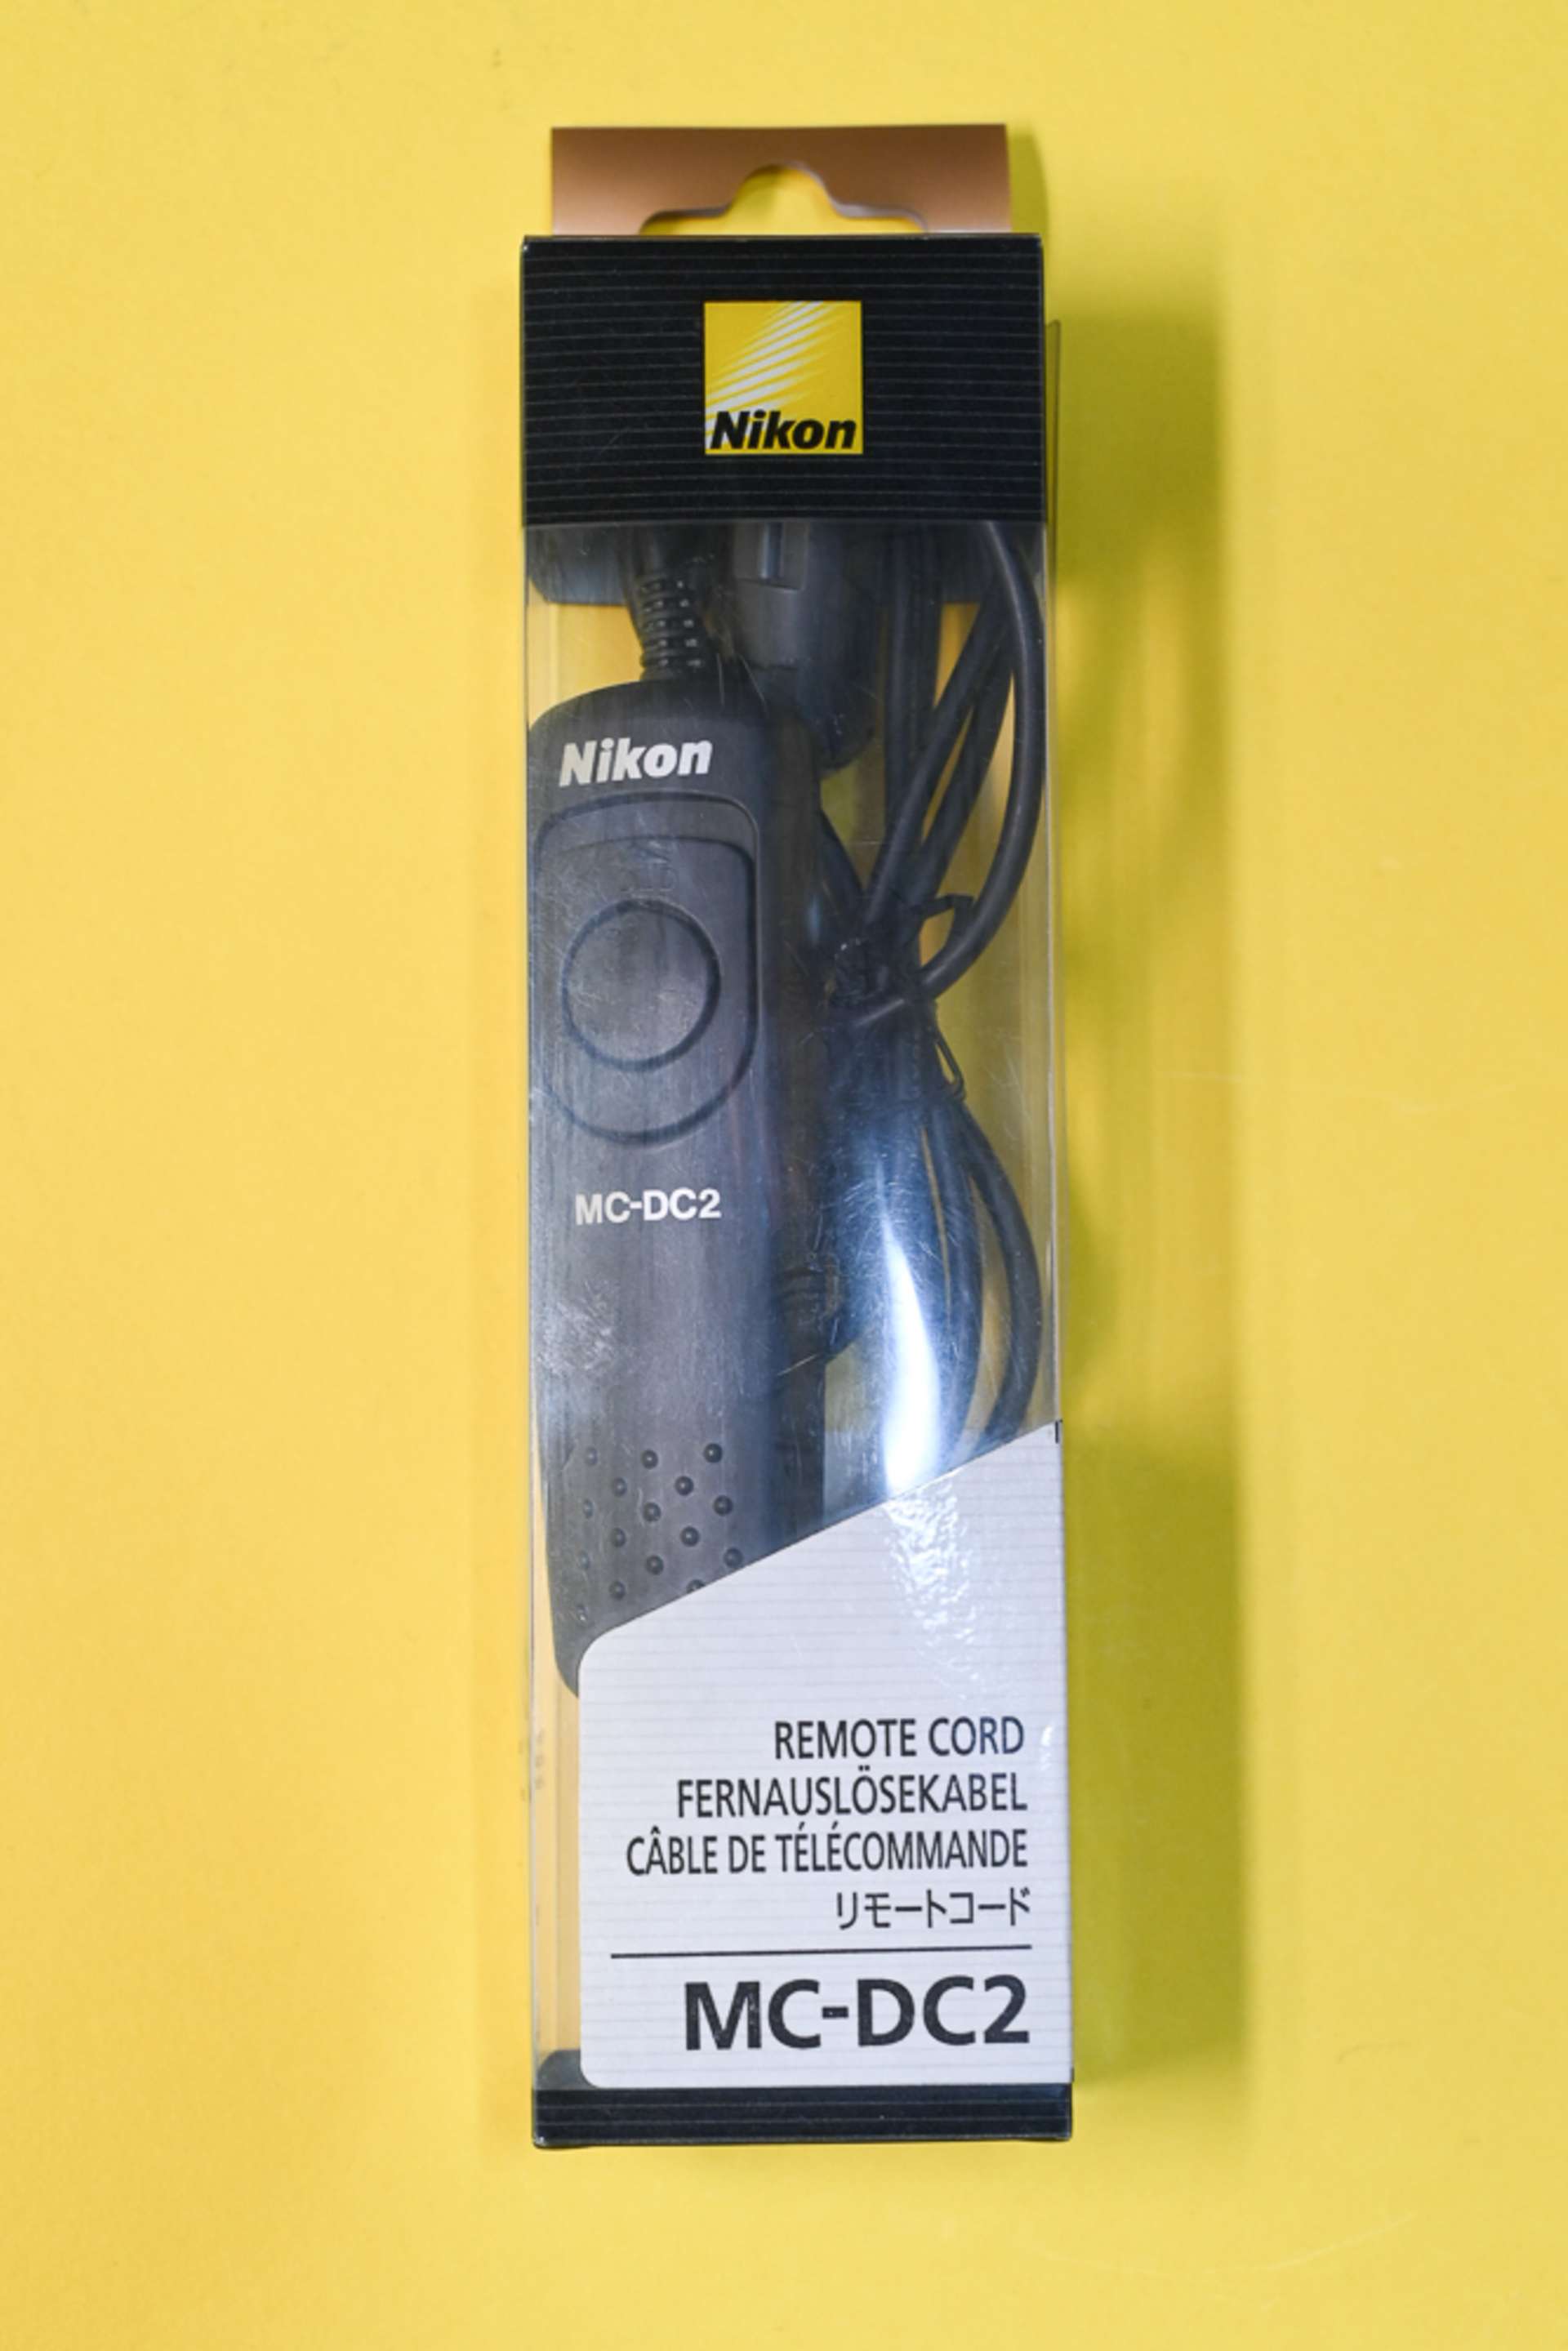 Nikon
Nikon
MC-DC2
REMOTE CORD
FERNAUSLÖSEKABEL
CÂBLE DE TÉLÉCOMMANDE
リモートコード
MC-DC2